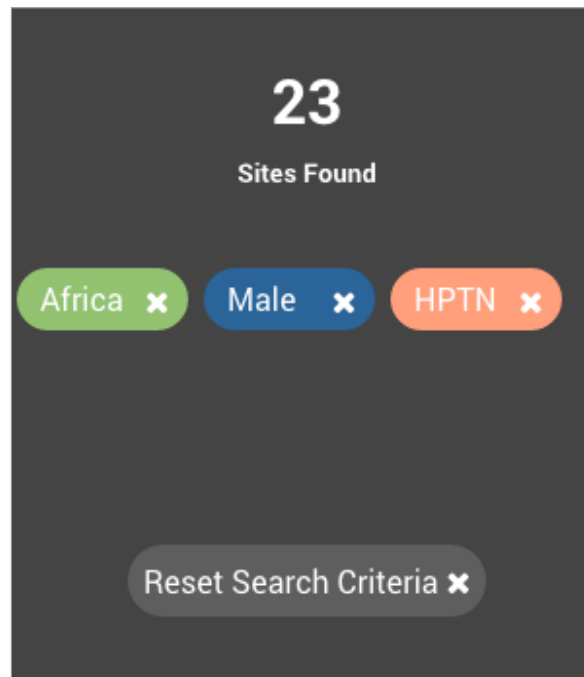 23
Sites Found
Africa ✖ Male ✖ HPTN ✖
Reset Search Criteria ✖